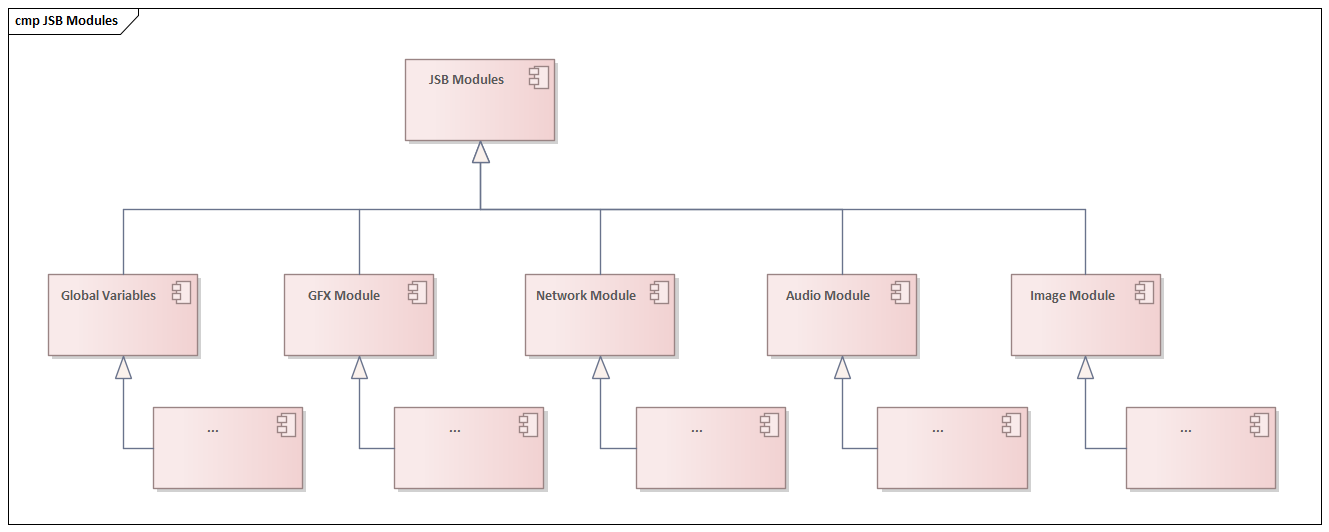 cmp JSB Modules
JSB Modules
Global Variables
GFX Module
Network Module
Audio Module
Image Module
...
...
...
...
...